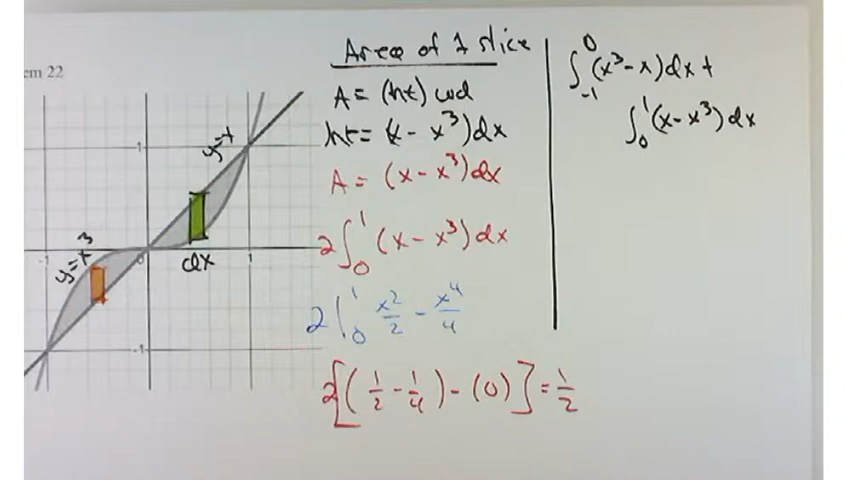 em 22
Area of 1 slice
A = (ht) wd
ht = (x - x³)dx
A = (x - x³)dx
2∫₀¹ (x - x³) dx
2|₀¹ x²/2 - x⁴/4
2[(1/2 - 1/4) - (0)] = 1/2
∫₋₁⁰ (x³ - x)dx +
∫₀¹ (x - x³) dx
y=x
1
y=x³
-1
0
1
dx
-1